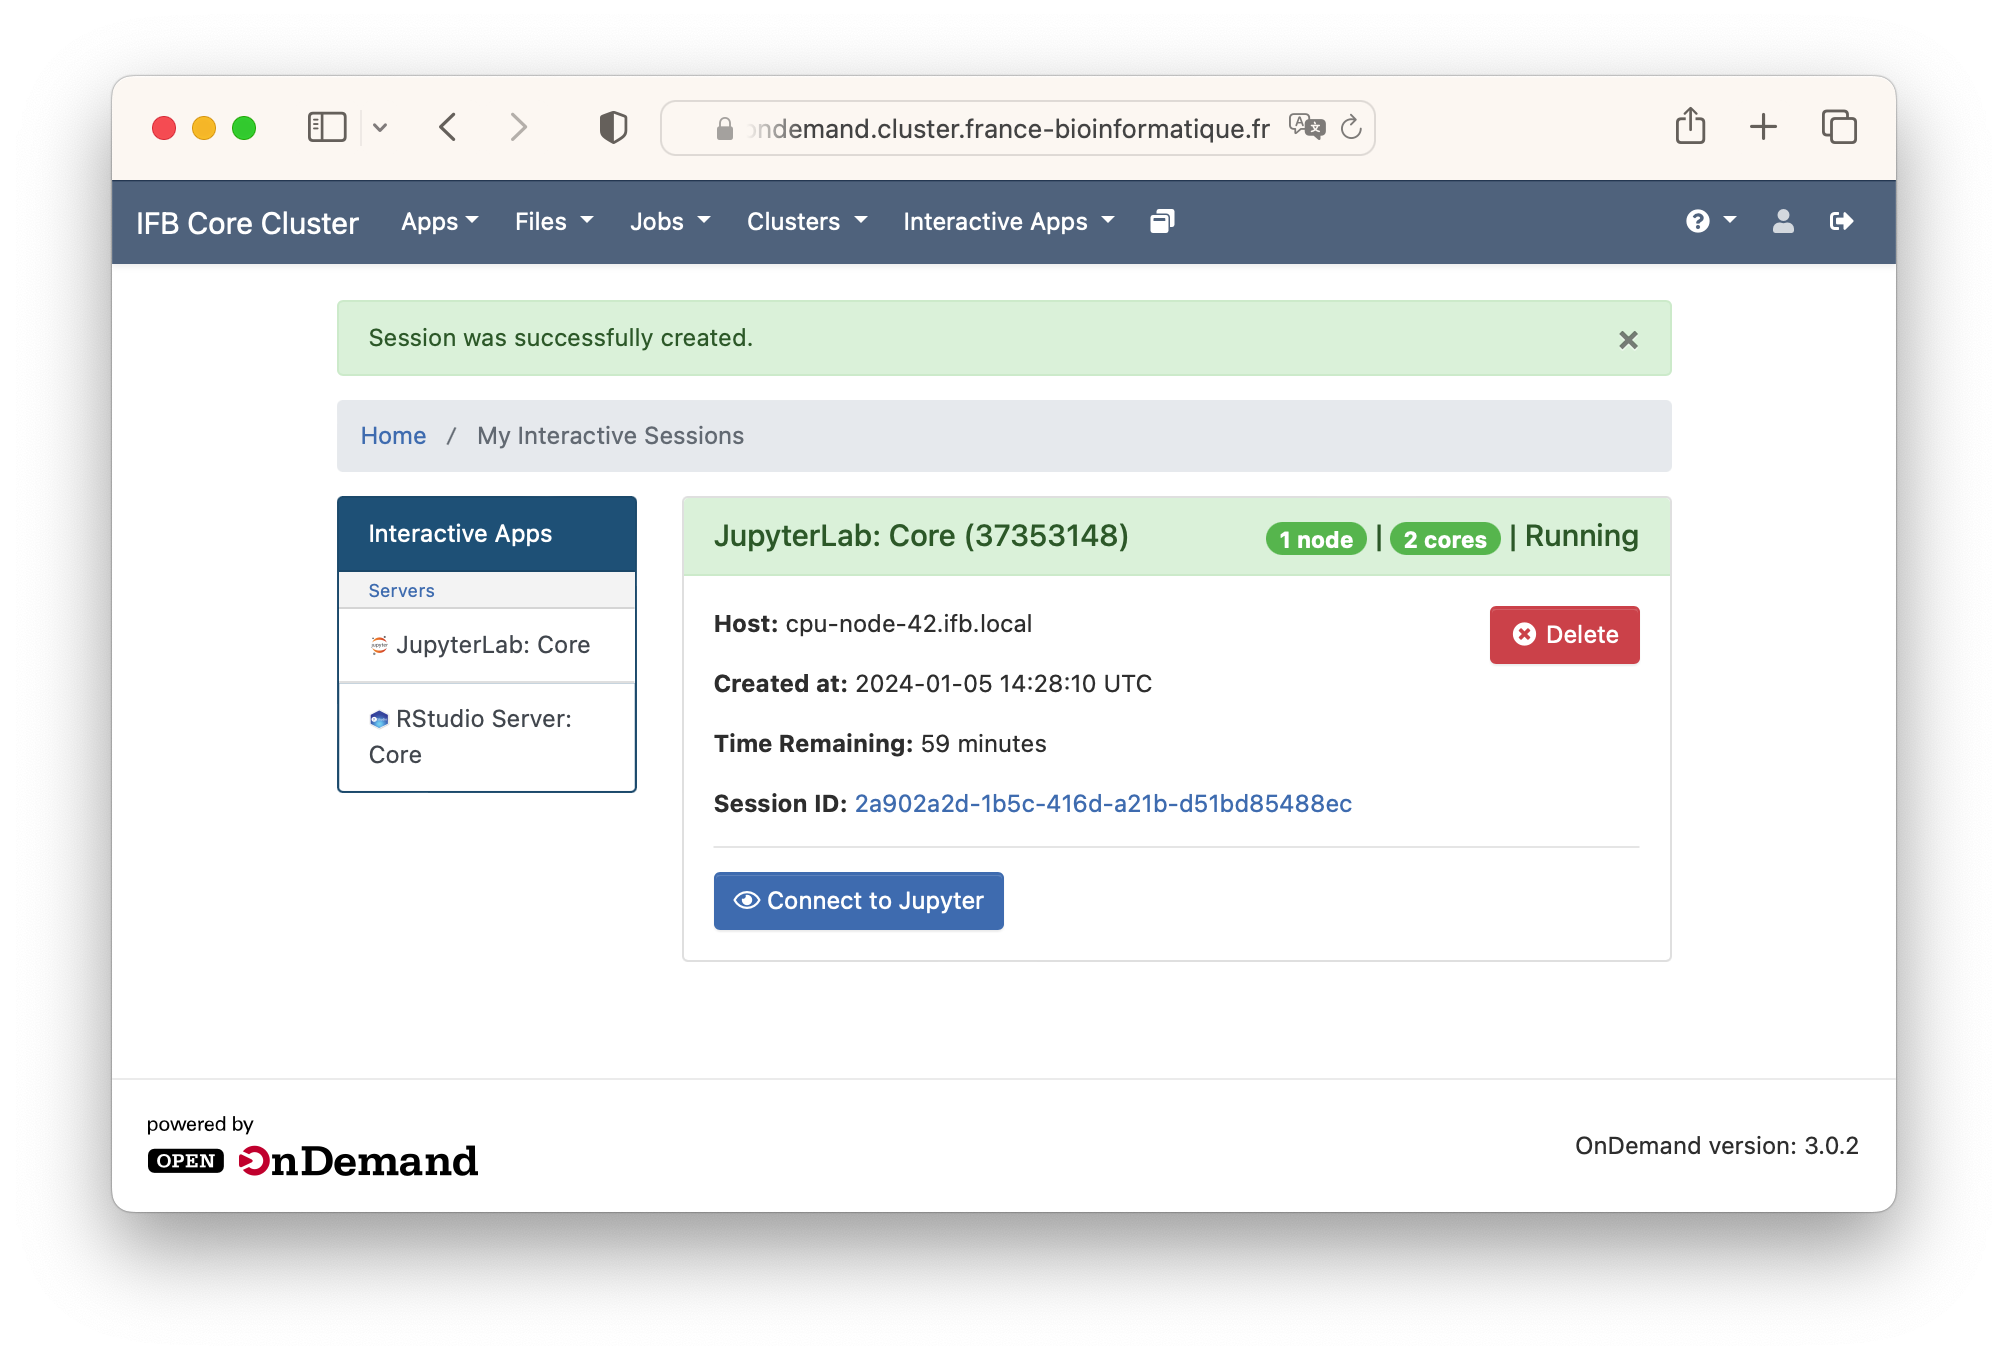 ondemand.cluster.france-bioinformatique.fr
IFB Core Cluster Apps Files Jobs Clusters Interactive Apps
Session was successfully created.
Home / My Interactive Sessions
Interactive Apps
Servers
JupyterLab: Core
RStudio Server:
Core
JupyterLab: Core (37353148) 1 node | 2 cores | Running
Host: cpu-node-42.ifb.local
Delete
Created at: 2024-01-05 14:28:10 UTC
Time Remaining: 59 minutes
Session ID: 2a902a2d-1b5c-416d-a21b-d51bd85488ec
Connect to Jupyter
powered by
OPEN OnDemand
OnDemand version: 3.0.2